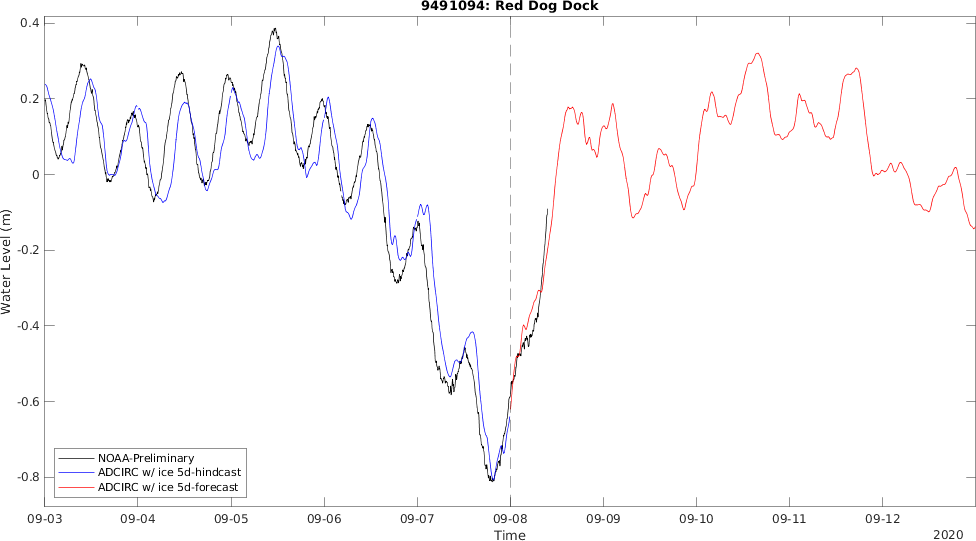 9491094: Red Dog Dock
0.4
0.2
0
-0.2
-0.4
-0.6
-0.8
Water Level (m)
NOAA-Preliminary
ADCIRC w/ ice 5d-hindcast
ADCIRC w/ ice 5d-forecast
09-03 09-04 09-05 09-06 09-07 09-08 09-09 09-10 09-11 09-12
Time
2020